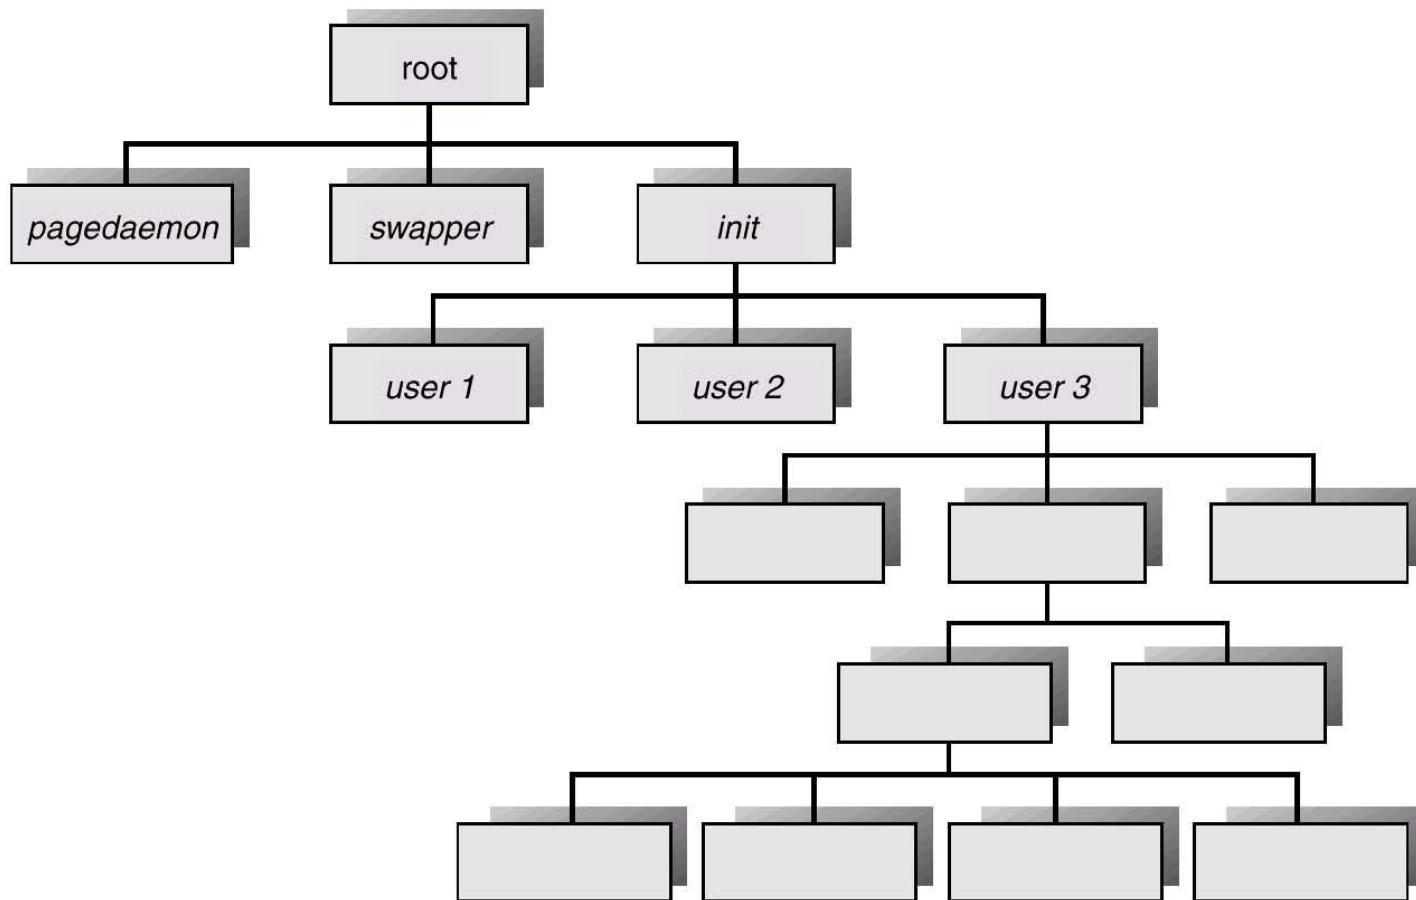 root
pagedaemon
swapper
init
user 1
user 2
user 3